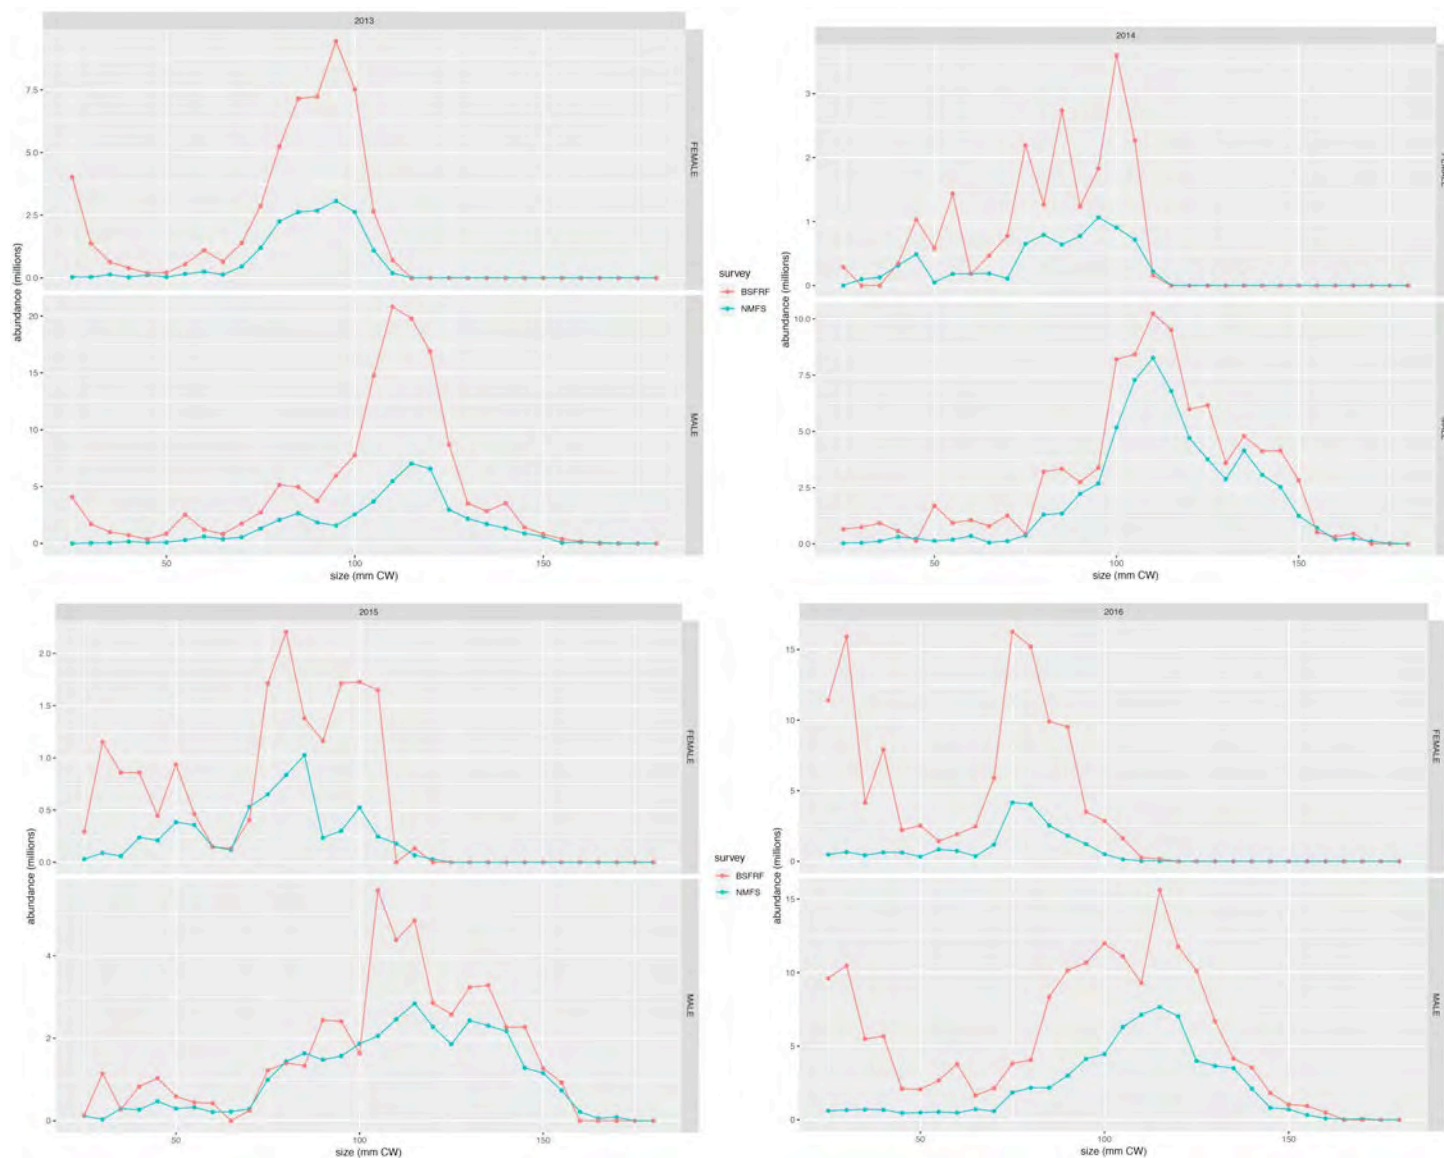 2013
7.5
5.0
2.5
0.0
FEMALE
20
15
10
5
0
MALE
abundance (millions)
50
100
150
size (mm CW)
survey
BSFRF
NMFS
2014
3
2
1
0
10.0
7.5
5.0
2.5
0.0
abundance (millions)
50
100
150
size (mm CW)
2015
2.0
1.5
1.0
0.5
0.0
FEMALE
4
2
0
MALE
abundance (millions)
50
100
150
size (mm CW)
survey
BSFRF
NMFS
2016
15
10
5
0
FEMALE
15
10
5
0
MALE
abundance (millions)
50
100
150
size (mm CW)